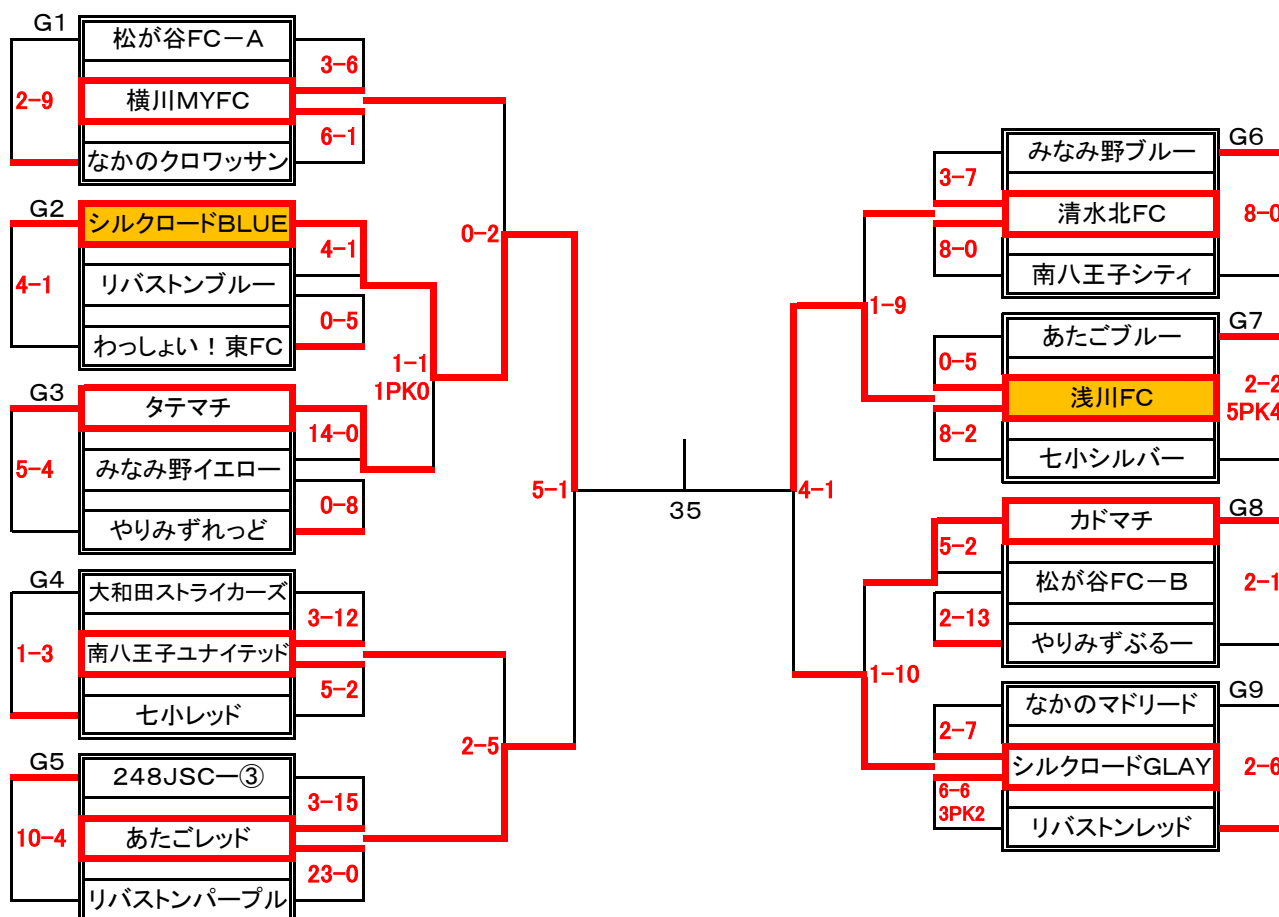 G1
松が谷FC－A
3-6
2-9
横川MYFC
6-1
なかのクロワッサン
G2
シルクロードBLUE
4-1
4-1
リバストンブルー
0-5
わっしょい！東FC
0-2
1-1
1PK0
G3
タテマチ
14-0
5-4
みなみ野イエロー
0-8
やりみずれっど
5-1
G4
大和田ストライカーズ
3-12
1-3
南八王子ユナイテッド
5-2
七小レッド
2-5
G5
248JSC－③
3-15
10-4
あたごレッド
23-0
リバストンパープル
35
G6
みなみ野ブルー
3-7
清水北FC
8-0
8-0
南八王子シティ
1-9
G7
あたごブルー
0-5
2-2
5PK4
浅川FC
8-2
七小シルバー
4-1
G8
カドマチ
5-2
松が谷FC－B
2-1
2-13
やりみずぶるー
1-10
G9
なかのマドリード
2-7
シルクロードGLAY
2-6
6-6
3PK2
リバストンレッド